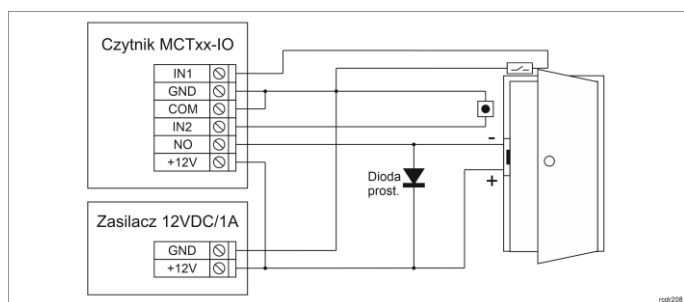 Czytnik MCTxx-IO
IN1
GND
COM
IN2
NO
+12V
-
+
Dioda
prost.
Zasilacz 12VDC/1A
GND
+12V
rcdr208